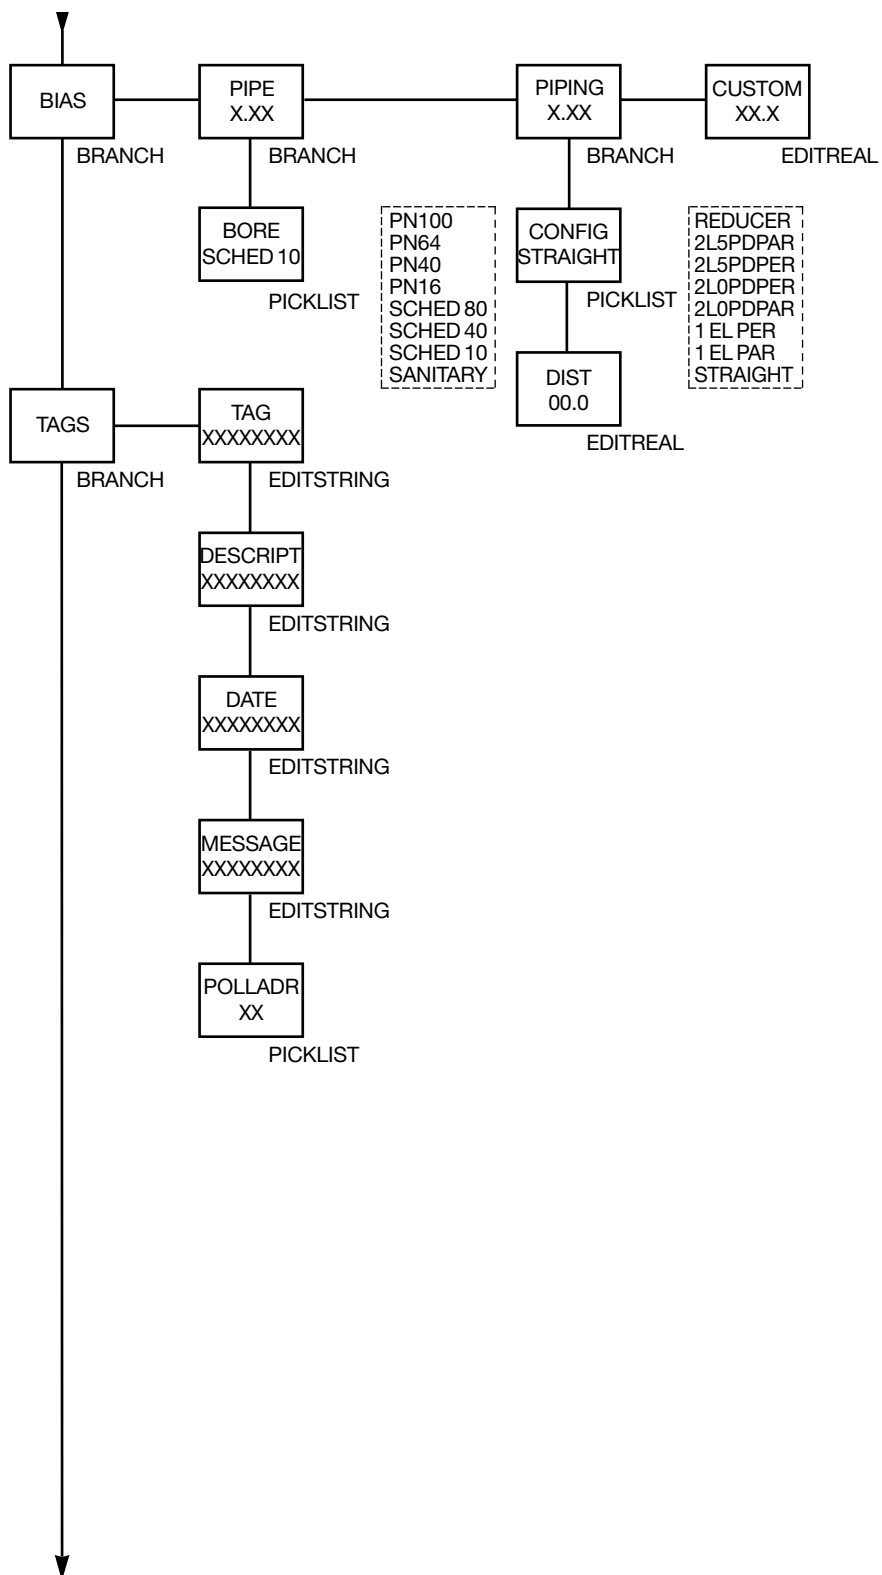 BIAS
PIPE
X.XX
PIPING
X.XX
CUSTOM
XX.X
BRANCH
BRANCH
BRANCH
EDITREAL
BORE
SCHED 10
PICKLIST
PN100
PN64
PN40
PN16
SCHED 80
SCHED 40
SCHED 10
SANITARY
CONFIG
STRAIGHT
PICKLIST
REDUCER
2L5PDPAR
2L5PDPER
2L0PDPER
2L0PDPAR
1 EL PER
1 EL PAR
STRAIGHT
DIST
00.0
EDITREAL
TAGS
BRANCH
TAG
XXXXXXXX
EDITSTRING
DESCRIPT
XXXXXXXX
EDITSTRING
DATE
XXXXXXXX
EDITSTRING
MESSAGE
XXXXXXXX
EDITSTRING
POLLADR
XX
PICKLIST